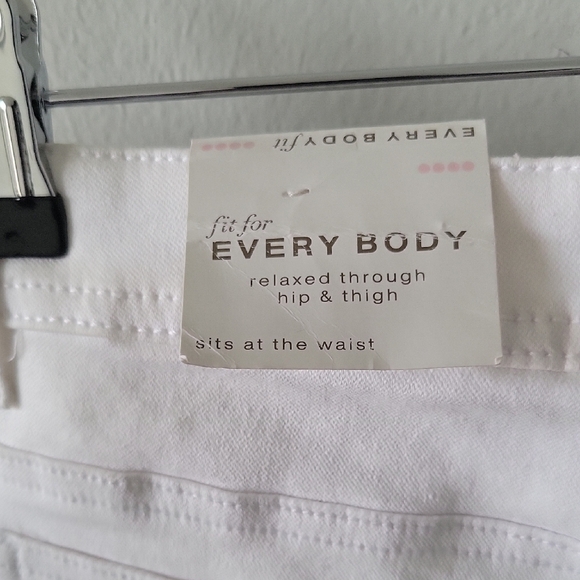 EVERY BODY fit
fit for
EVERY BODY
relaxed through
hip & thigh
sits at the waist